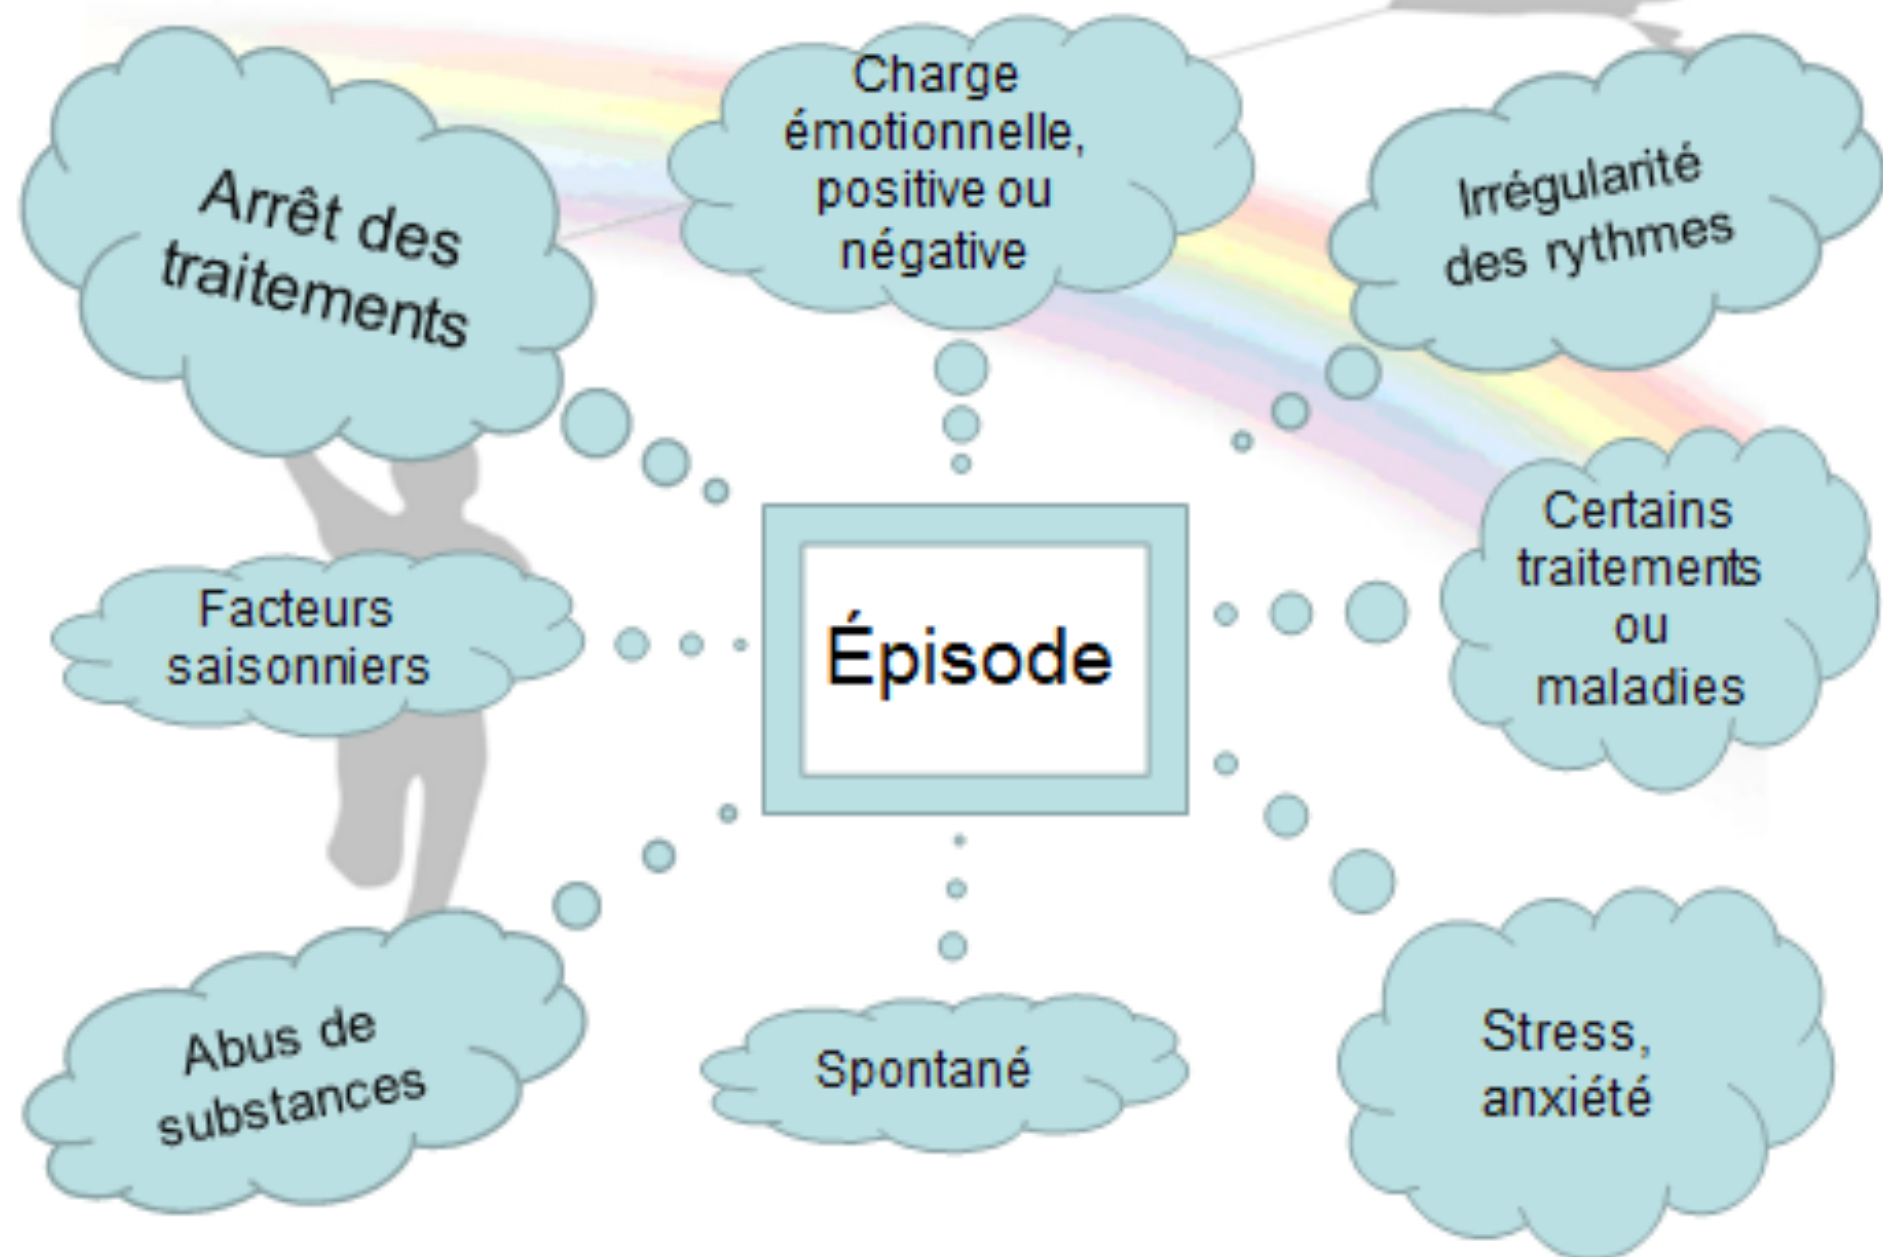 Arrêt des
traitements
Charge
émotionnelle,
positive ou
négative
Irrégularité
des rythmes
Facteurs
saisonniers
Épisode
Certains
traitements
ou
maladies
Abus de
substances
Spontané
Stress,
anxiété